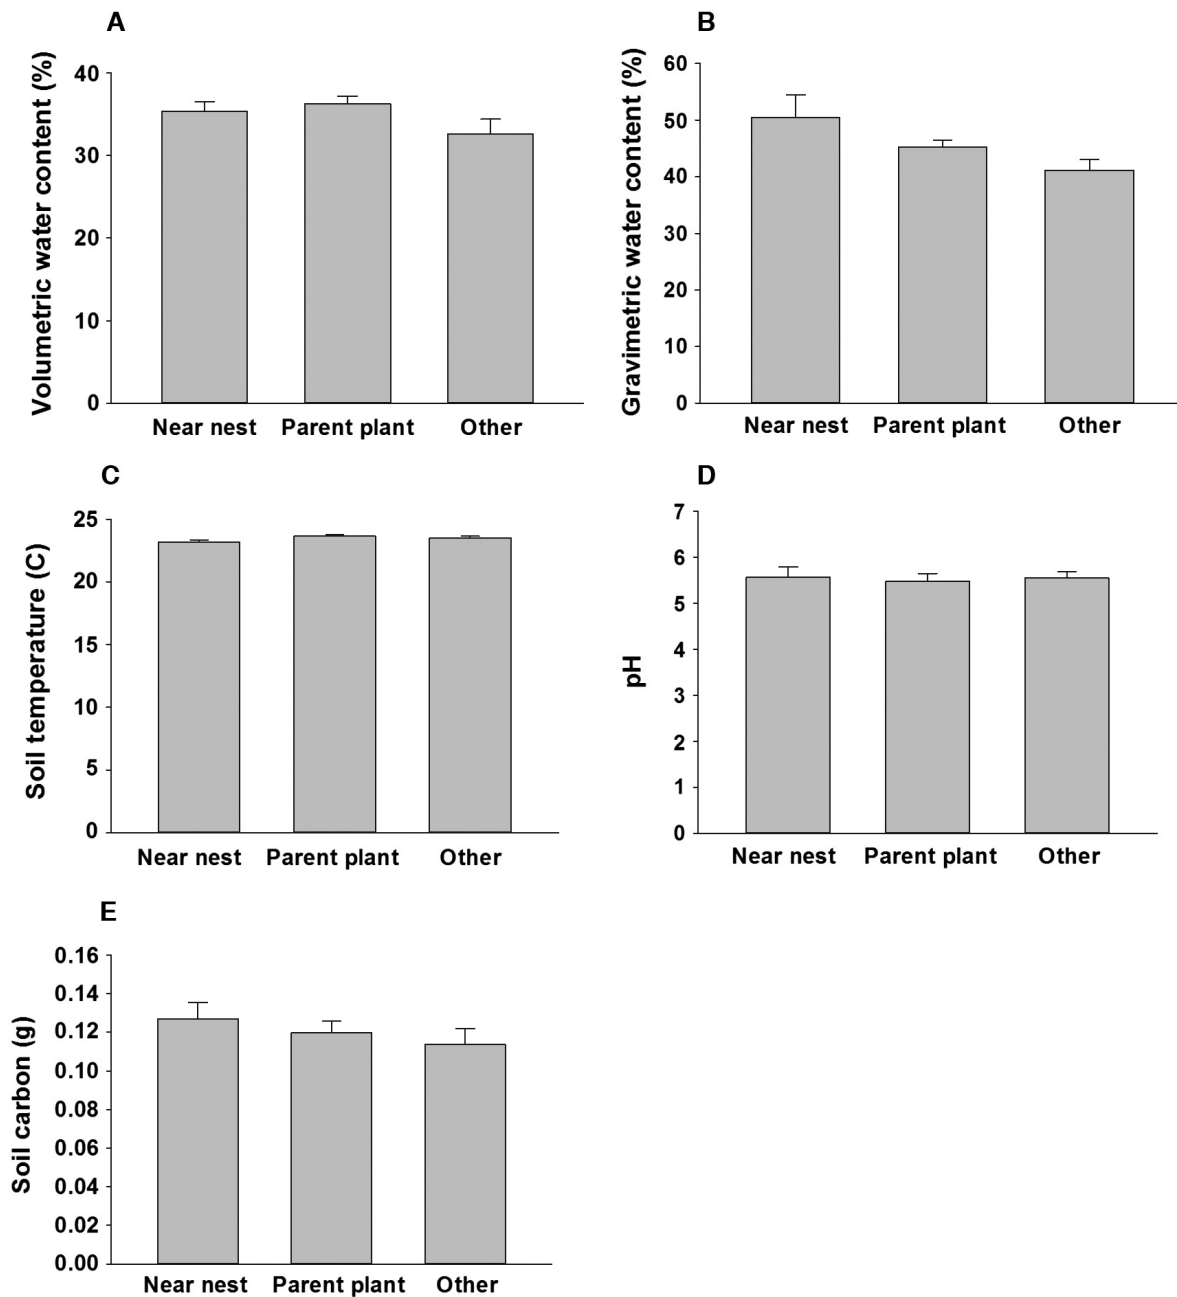 A
Volumetric water content (%)
40
30
20
10
0
Near nest Parent plant Other
B
Gravimetric water content (%)
60
50
40
30
20
10
0
Near nest Parent plant Other
C
Soil temperature (C)
25
20
15
10
5
0
Near nest Parent plant Other
D
pH
7
6
5
4
3
2
1
0
Near nest Parent plant Other
E
Soil carbon (g)
0.16
0.14
0.12
0.10
0.08
0.06
0.04
0.02
0.00
Near nest Parent plant Other